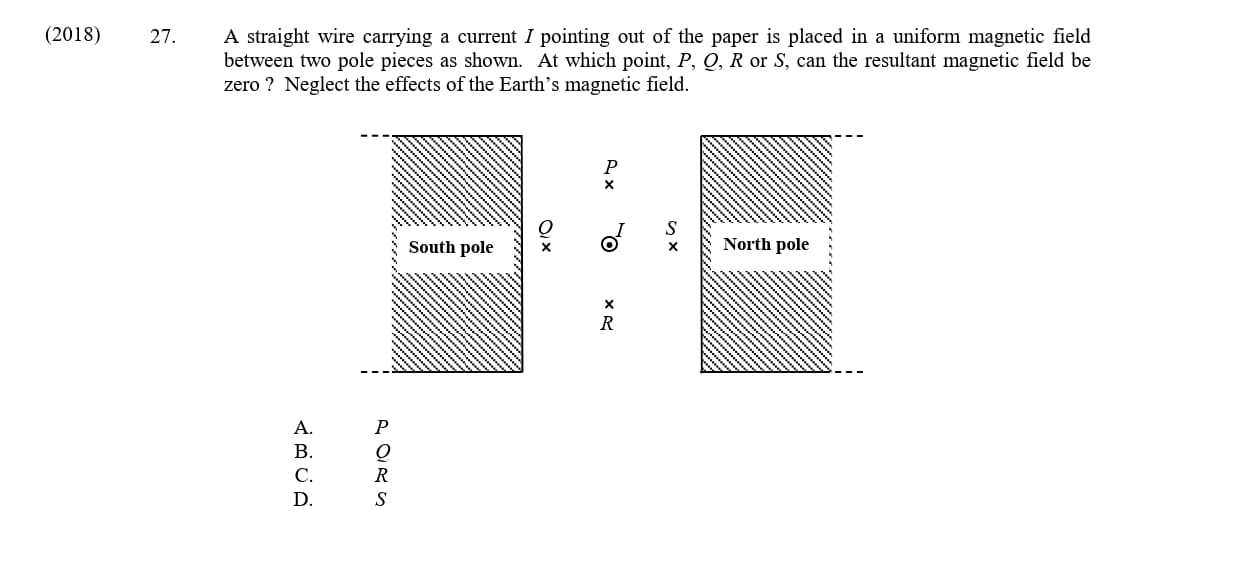 (2018) 27. A straight wire carrying a current I pointing out of the paper is placed in a uniform magnetic field
between two pole pieces as shown. At which point, P, Q, R or S, can the resultant magnetic field be
zero ? Neglect the effects of the Earth's magnetic field.
P
×
Q I S
× ×
South pole North pole
×
R
A. P
B. Q
C. R
D. S